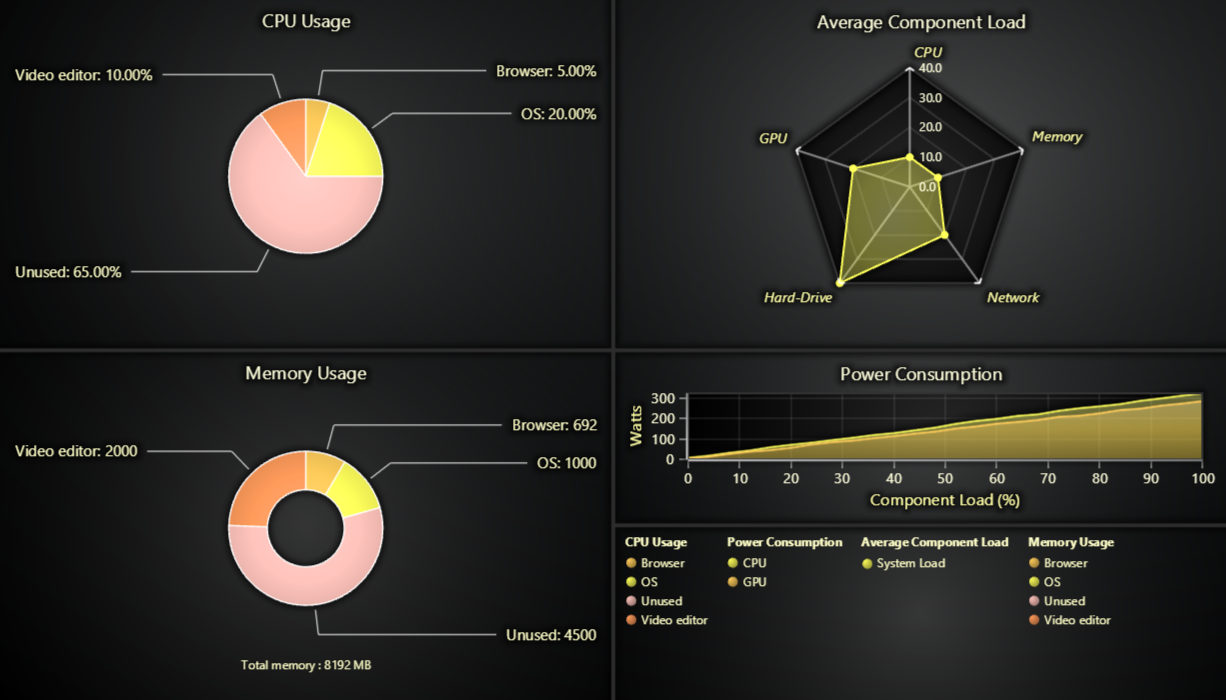 CPU Usage
Video editor: 10.00%
Browser: 5.00%
OS: 20.00%
Unused: 65.00%
Average Component Load
CPU
40.0
30.0
20.0
10.0
0.0
GPU
Memory
Hard-Drive
Network
Memory Usage
Browser: 692
Video editor: 2000
OS: 1000
Unused: 4500
Total memory : 8192 MB
Power Consumption
Watts
300
200
100
0
0 10 20 30 40 50 60 70 80 90 100
Component Load (%)
CPU Usage
Browser
OS
Unused
Video editor
Power Consumption
CPU
GPU
Average Component Load
System Load
Memory Usage
Browser
OS
Unused
Video editor